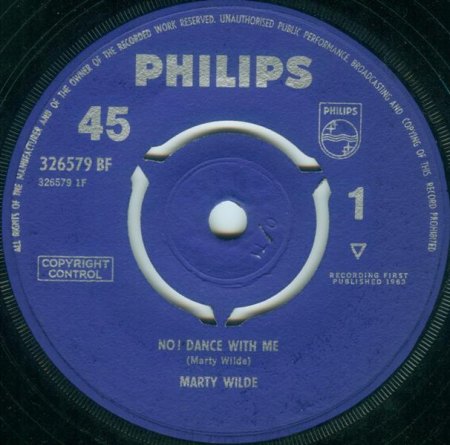 ALL RIGHTS OF THE MANUFACTURER AND OF THE OWNER OF THE RECORDED WORK RESERVED. UNAUTHORISED PUBLIC PERFORMANCE, BROADCASTING AND COPYING OF THIS RECORD PROHIBITED
PHILIPS
45
PHILIPS
326579 BF
326579 1F
1
COPYRIGHT
CONTROL
RECORDING FIRST
PUBLISHED 1963
NO! DANCE WITH ME
(Marty Wilde)
MARTY WILDE